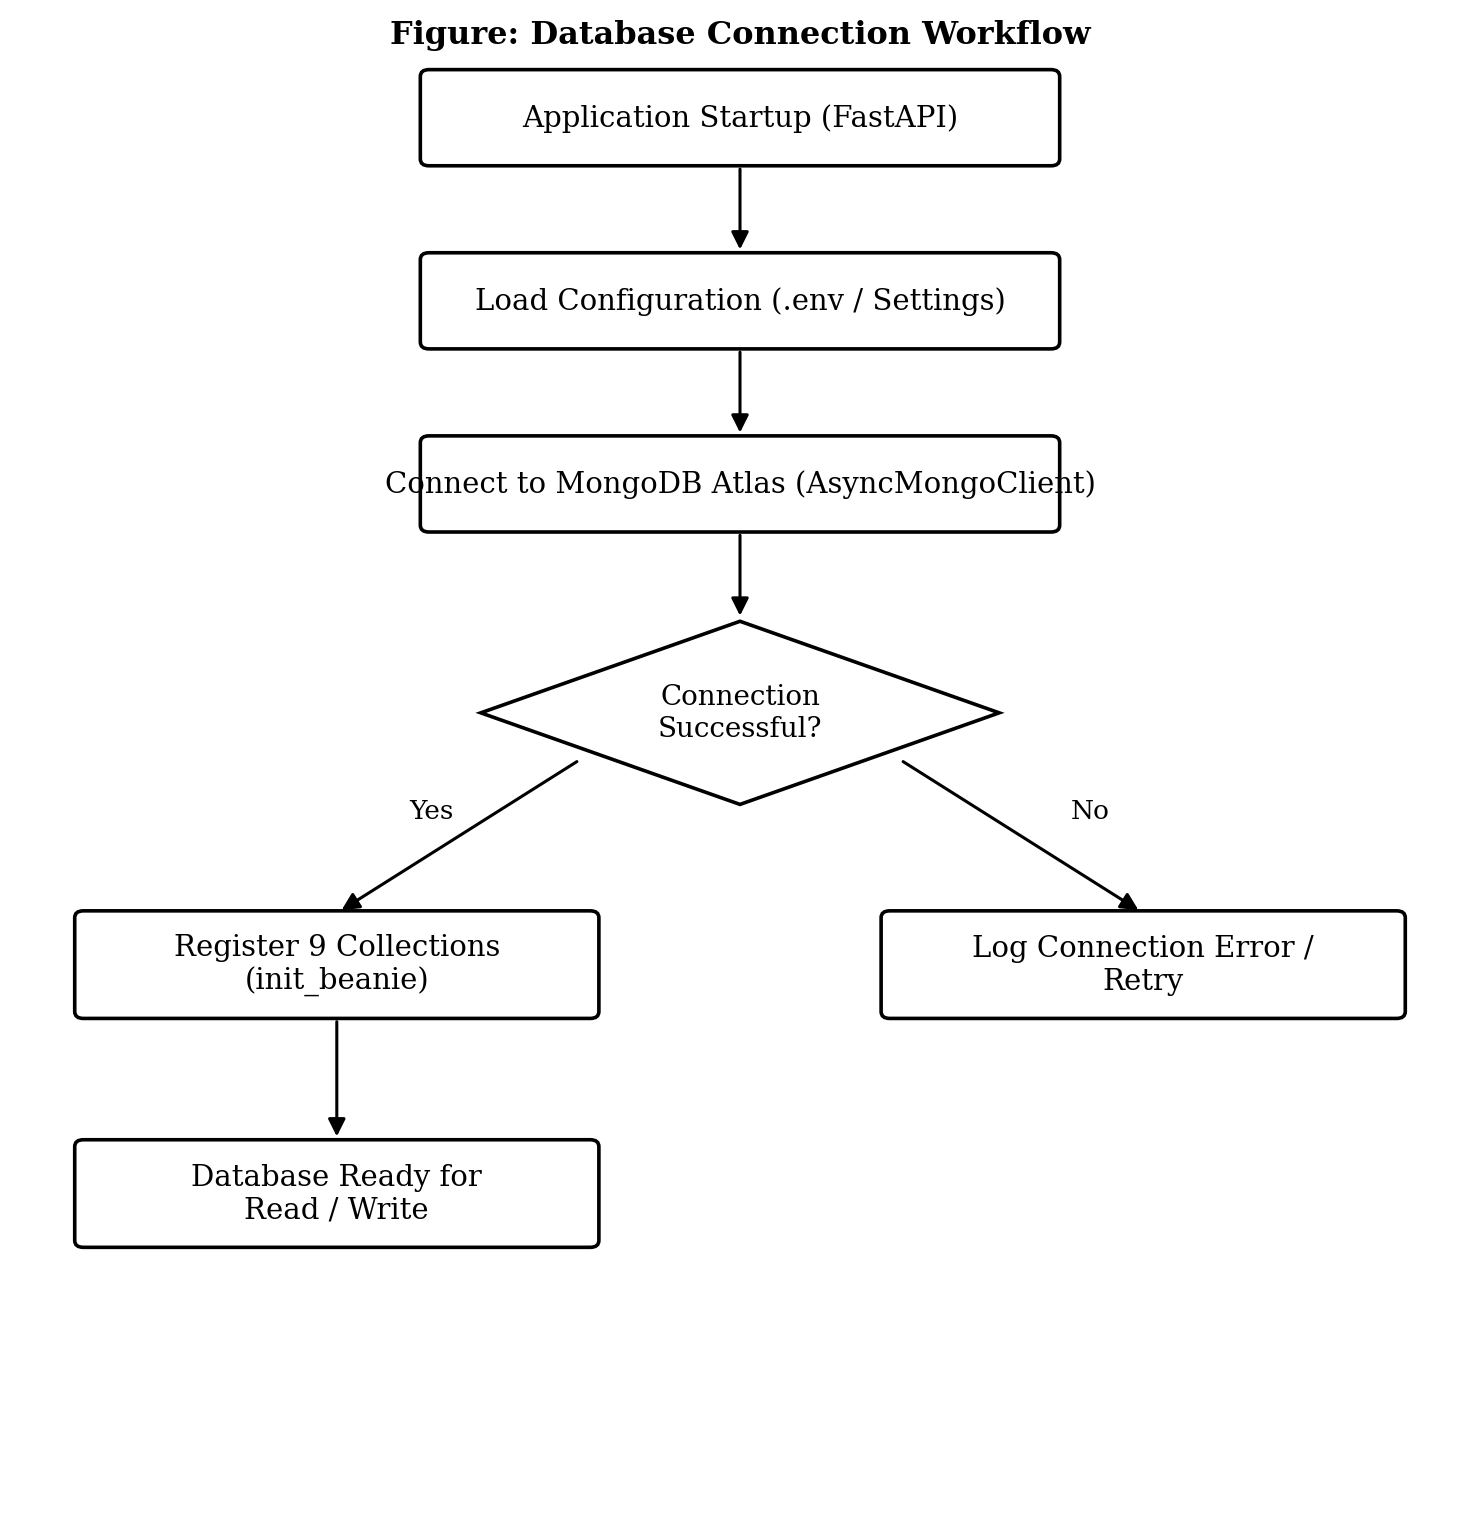 Figure: Database Connection Workflow
Application Startup (FastAPI)
Load Configuration (.env / Settings)
Connect to MongoDB Atlas (AsyncMongoClient)
Connection
Successful?
Yes
No
Register 9 Collections
(init_beanie)
Log Connection Error /
Retry
Database Ready for
Read / Write